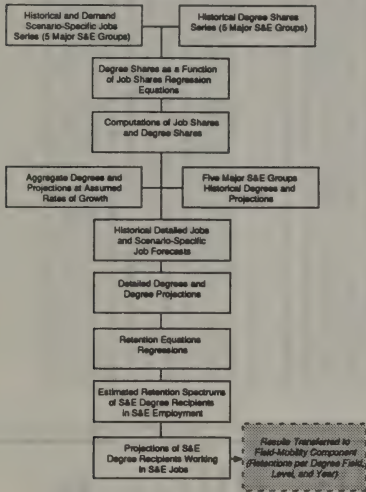 Historical and Demand
Scenario-Specific Jobs
Series (5 Major S&E Groups)
Historical Degree Shares
Series (5 Major S&E Groups)
Degree Shares as a Function
of Job Shares Regression
Equations
Computations of Job Shares
and Degree Shares
Aggregate Degrees and
Projections at Assumed
Rates of Growth
Five Major S&E Groups
Historical Degrees and
Projections
Historical Detailed Jobs
and Scenario-Specific
Job Forecasts
Detailed Degrees and
Degree Projections
Retention Equations
Regressions
Estimated Retention Spectrums
of S&E Degree Recipients
in S&E Employment
Projections of S&E
Degree Recipients Working
in S&E Jobs
Results Transferred to
Field-Mobility Component
(Retentions per Degree Field,
Level, and Year)